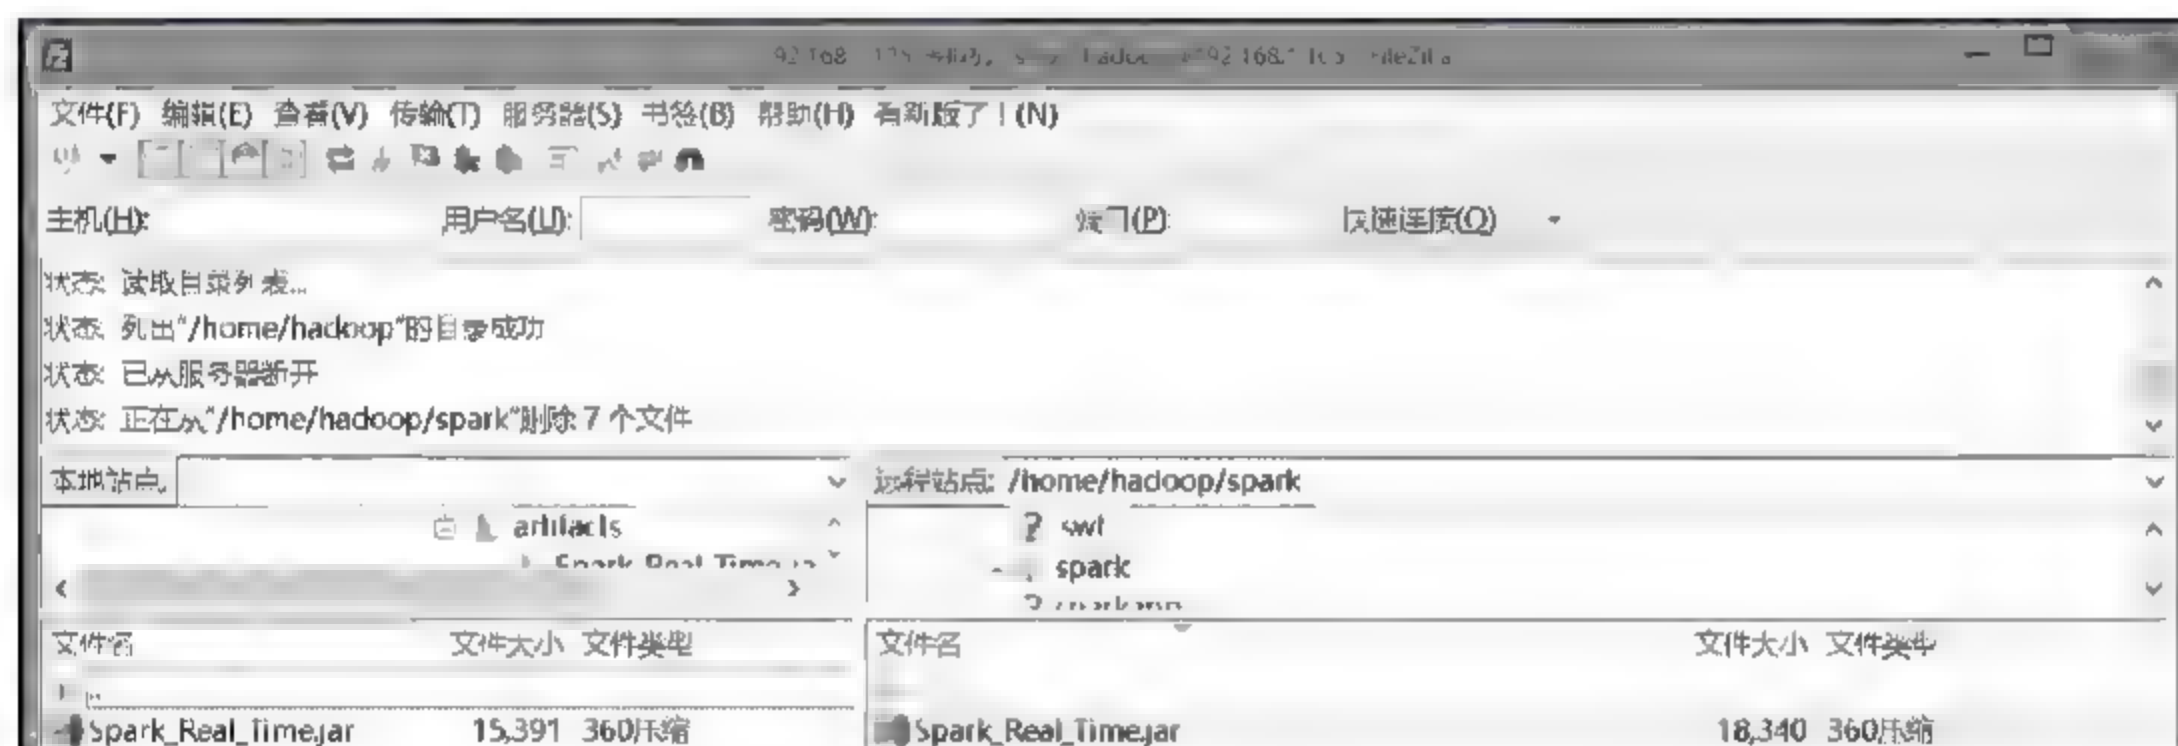 文件(F) 编辑(E) 查看(V) 传输(T) 服务器(S) 书签(B) 帮助(H) 有新版了！(N)
主机(H): 用户名(U): 密码(W): 端口(P): 快速连接(Q)
状态: 读取目录列表...
状态: 列出"/home/hadoop"的目录成功
状态: 已从服务器断开
状态: 正在从"/home/hadoop/spark"删除 7 个文件
本地站点: 远程站点: /home/hadoop/spark
artifacts ? swt
Spark_Real_Time.ja spark
文件名 文件大小 文件类型 文件名 文件大小 文件类型
..
Spark_Real_Time.jar 15,391 360压缩 Spark_Real_Time.jar 18,340 360压缩